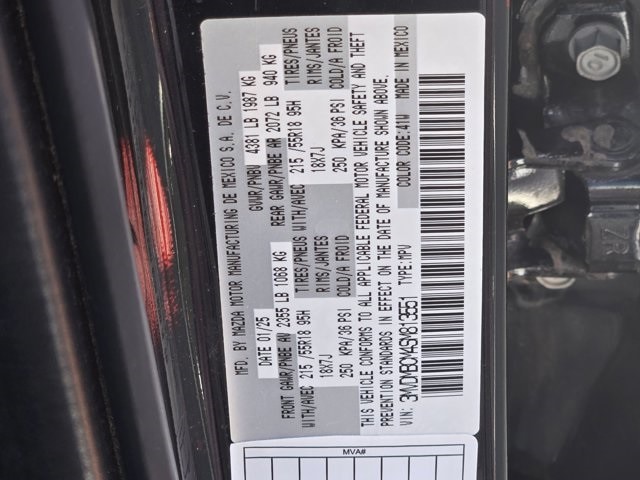 MFD. BY MAZDA MOTOR MANUFACTURING DE MEXICO S.A. DE C.V.
DATE 01/25 GVWR/PNBV 4381 LB 1987 KG
FRONT GAWR/PNBE AV 2355 LB 1068 KG REAR GAWR/PNBE AR 2072 LB 940 KG
WITH/AVEC 215/55R18 95H TIRES/PNEUS WITH/AVEC 215/55R18 95H TIRES/PNEUS
18X7J RIMS/JANTES 18X7J RIMS/JANTES
250 KPA/36 PSI COLD/A FROID 250 KPA/36 PSI COLD/A FROID
THIS VEHICLE CONFORMS TO ALL APPLICABLE FEDERAL MOTOR VEHICLE SAFETY AND THEFT
PREVENTION STANDARDS IN EFFECT ON THE DATE OF MANUFACTURE SHOWN ABOVE.
COLOR CODE:41W MADE IN MEXICO
TYPE:MPV
VIN:
MVA#